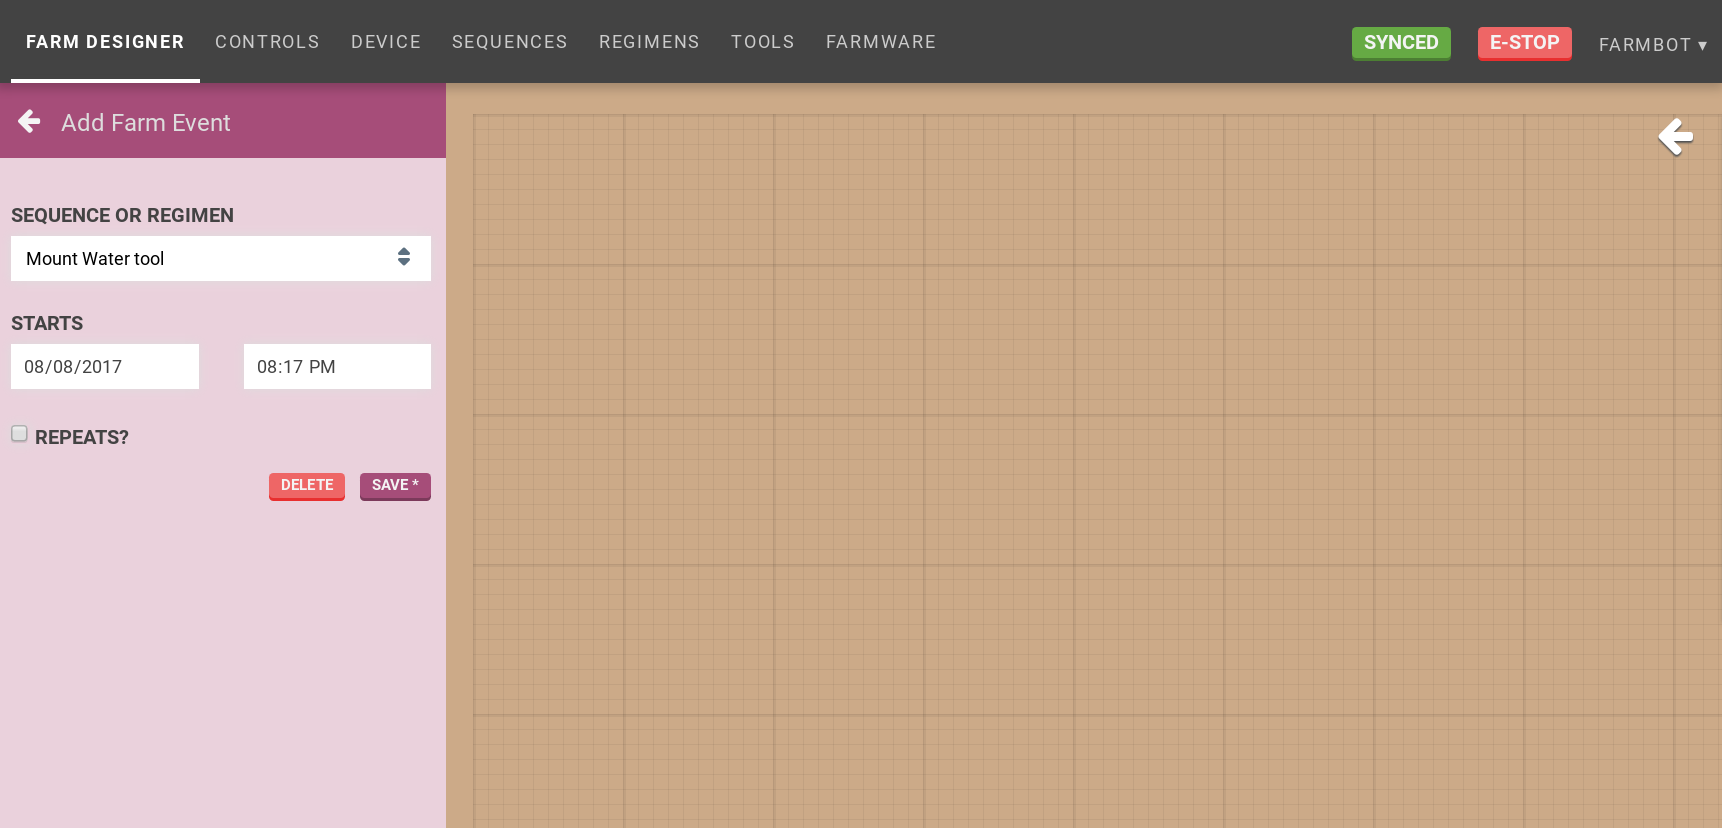 FARM DESIGNER CONTROLS DEVICE SEQUENCES REGIMENS TOOLS FARMWARE SYNCED E-STOP FARMBOT ▾
Add Farm Event
SEQUENCE OR REGIMEN
Mount Water tool
STARTS
08/08/2017 08:17 PM
REPEATS?
DELETE SAVE *